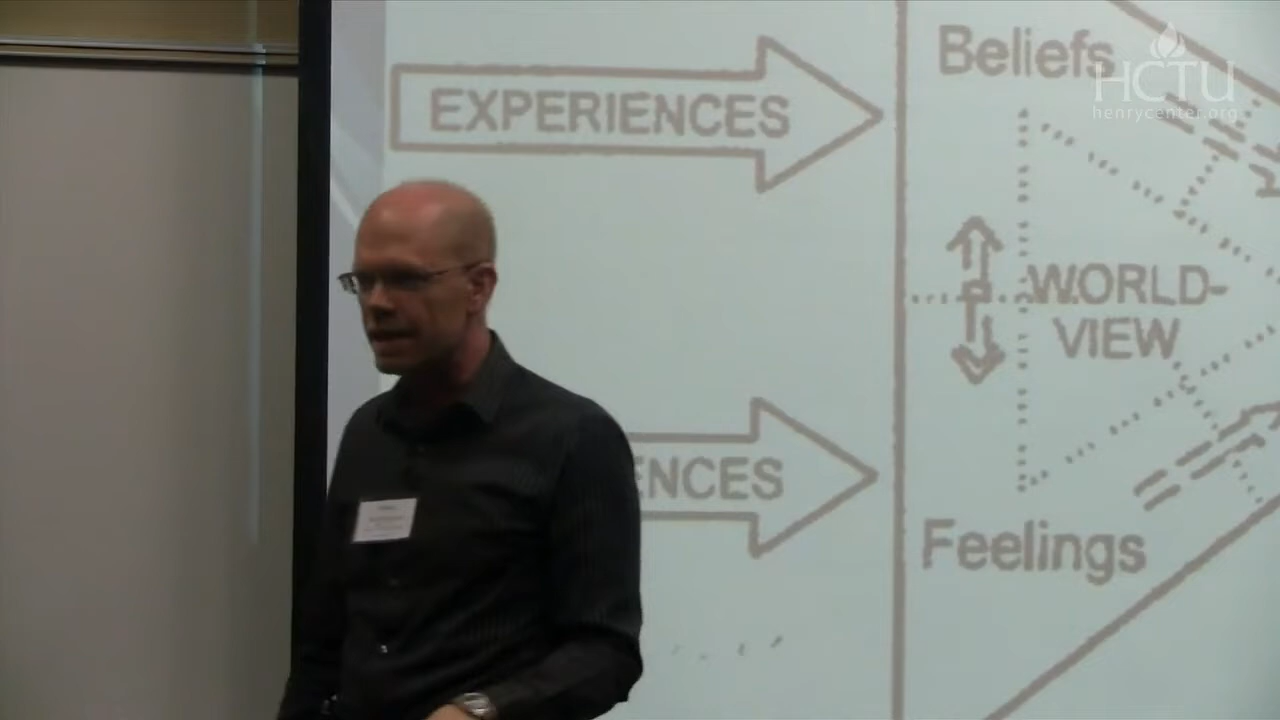 Beliefs
HCTU
henrycenter.org
EXPERIENCES
WORLD-
VIEW
ENCES
Feelings